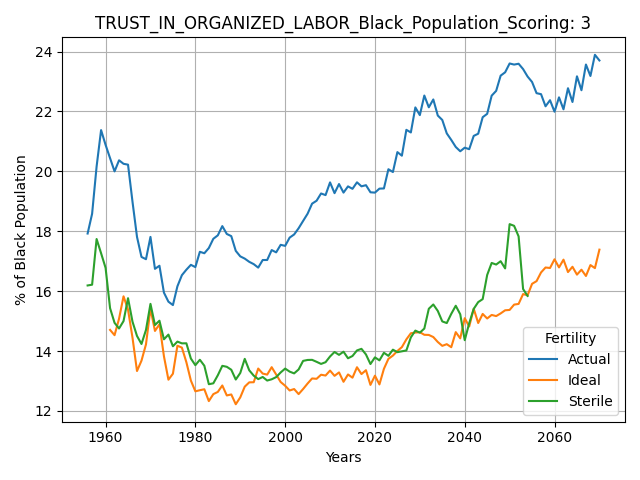 TRUST_IN_ORGANIZED_LABOR_Black_Population_Scoring: 3
% of Black Population
24
22
20
18
16
14
12
1960
1980
2000
2020
2040
2060
Years
Fertility
Actual
Ideal
Sterile